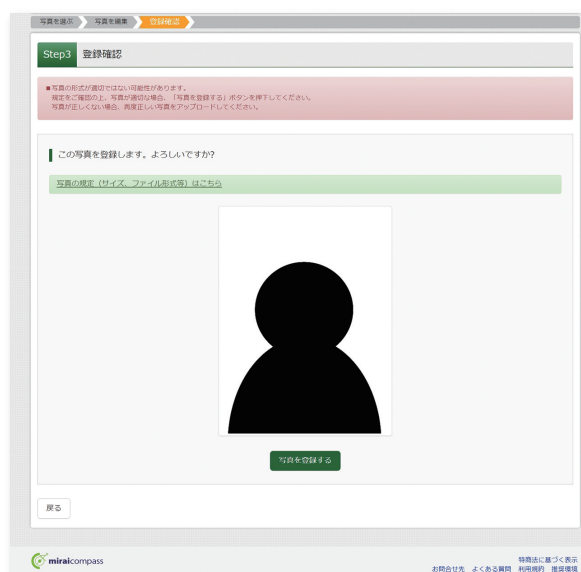 写真を選ぶ 写真を編集 登録確認
Step3 登録確認
■写真の形式が適切ではない可能性があります。
規定をご確認の上、写真が適切な場合、「写真を登録する」ボタンを押下してください。
写真が正しくない場合、再度正しい写真をアップロードしてください。
この写真を登録します。よろしいですか?
写真の規定（サイズ、ファイル形式等）はこちら
写真を登録する
戻る
miraicompass
特商法に基づく表示
お問合せ先 よくある質問 利用規約 推奨環境